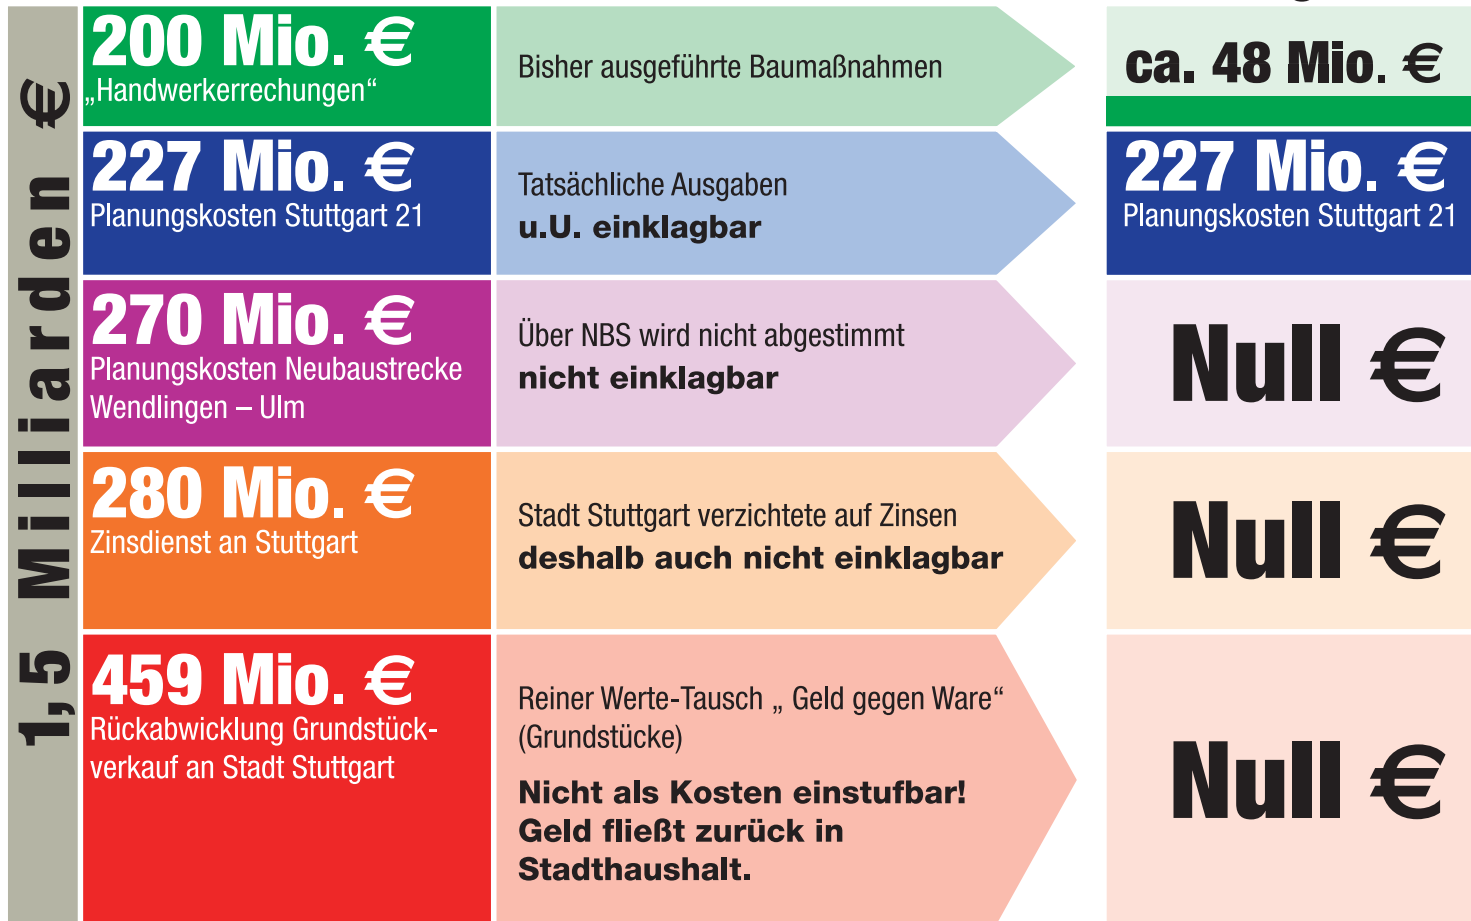 1,5 Milliarden €
200 Mio. €
„Handwerkerrechungen“
Bisher ausgeführte Baumaßnahmen
ca. 48 Mio. €
227 Mio. €
Planungskosten Stuttgart 21
Tatsächliche Ausgaben
u.U. einklagbar
227 Mio. €
Planungskosten Stuttgart 21
270 Mio. €
Planungskosten Neubaustrecke
Wendlingen – Ulm
Über NBS wird nicht abgestimmt
nicht einklagbar
Null €
280 Mio. €
Zinsdienst an Stuttgart
Stadt Stuttgart verzichtete auf Zinsen
deshalb auch nicht einklagbar
Null €
459 Mio. €
Rückabwicklung Grundstück-
verkauf an Stadt Stuttgart
Reiner Werte-Tausch „ Geld gegen Ware“
(Grundstücke)
Nicht als Kosten einstufbar!
Geld fließt zurück in
Stadthaushalt.
Null €